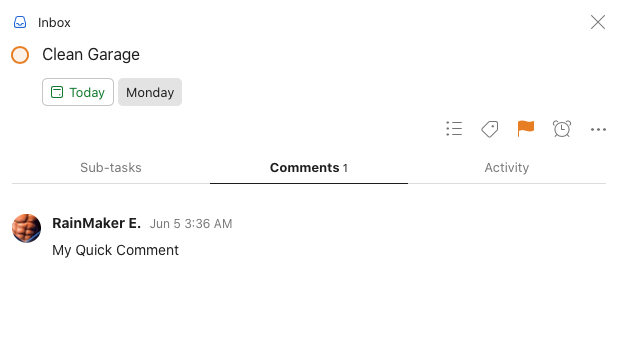 Inbox
Clean Garage
Today Monday
Sub-tasks Comments 1 Activity
RainMaker E. Jun 5 3:36 AM
My Quick Comment